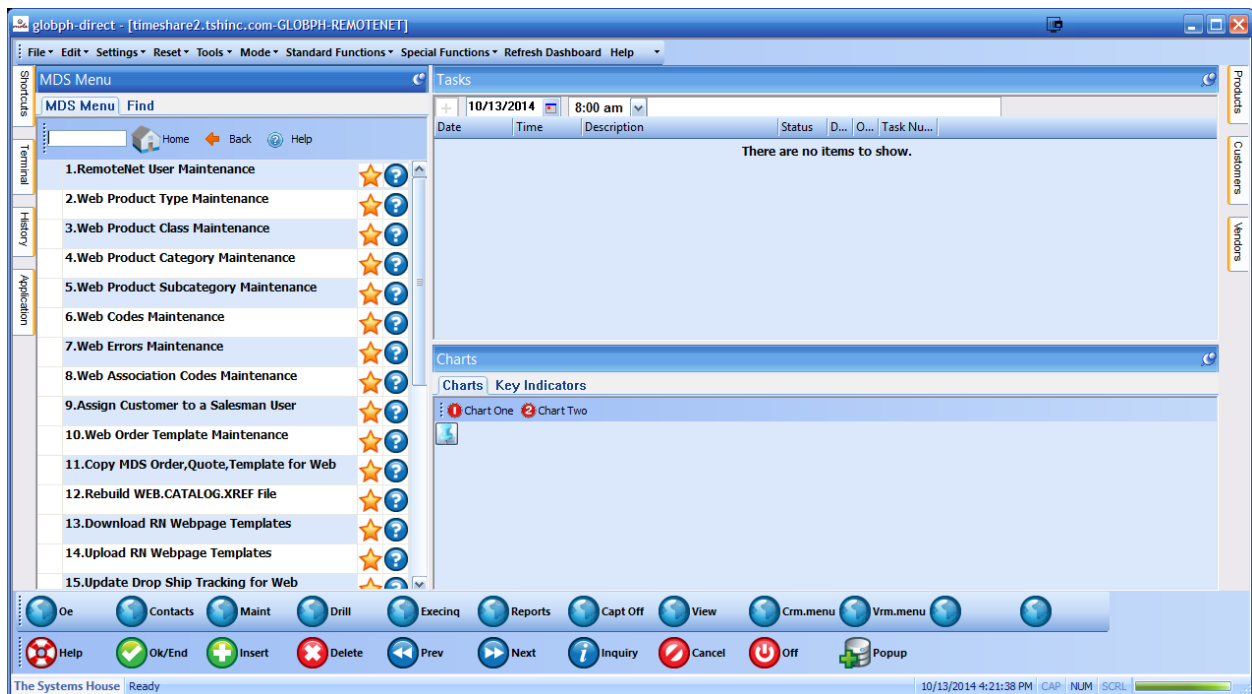 globph-direct - [timeshare2.tshinc.com-GLOBPH-REMOTENET]
File Edit Settings Reset Tools Mode Standard Functions Special Functions Refresh Dashboard Help
Shortcuts
Terminal
History
Application
MDS Menu
MDS Menu Find
Home Back Help
1.RemoteNet User Maintenance
2.Web Product Type Maintenance
3.Web Product Class Maintenance
4.Web Product Category Maintenance
5.Web Product Subcategory Maintenance
6.Web Codes Maintenance
7.Web Errors Maintenance
8.Web Association Codes Maintenance
9.Assign Customer to a Salesman User
10.Web Order Template Maintenance
11.Copy MDS Order,Quote,Template for Web
12.Rebuild WEB.CATALOG.XREF File
13.Download RN Webpage Templates
14.Upload RN Webpage Templates
15.Update Drop Ship Tracking for Web
Tasks
10/13/2014 8:00 am
Date Time Description Status D... O... Task Nu...
There are no items to show.
Charts
Charts Key Indicators
1 Chart One 2 Chart Two
Products
Customers
Vendors
Oe Contacts Maint Drill Execinq Reports Capt Off View Crm.menu Vrm.menu
Help Ok/End Insert Delete Prev Next Inquiry Cancel Off Popup
The Systems House Ready 10/13/2014 4:21:38 PM CAP NUM SCRL